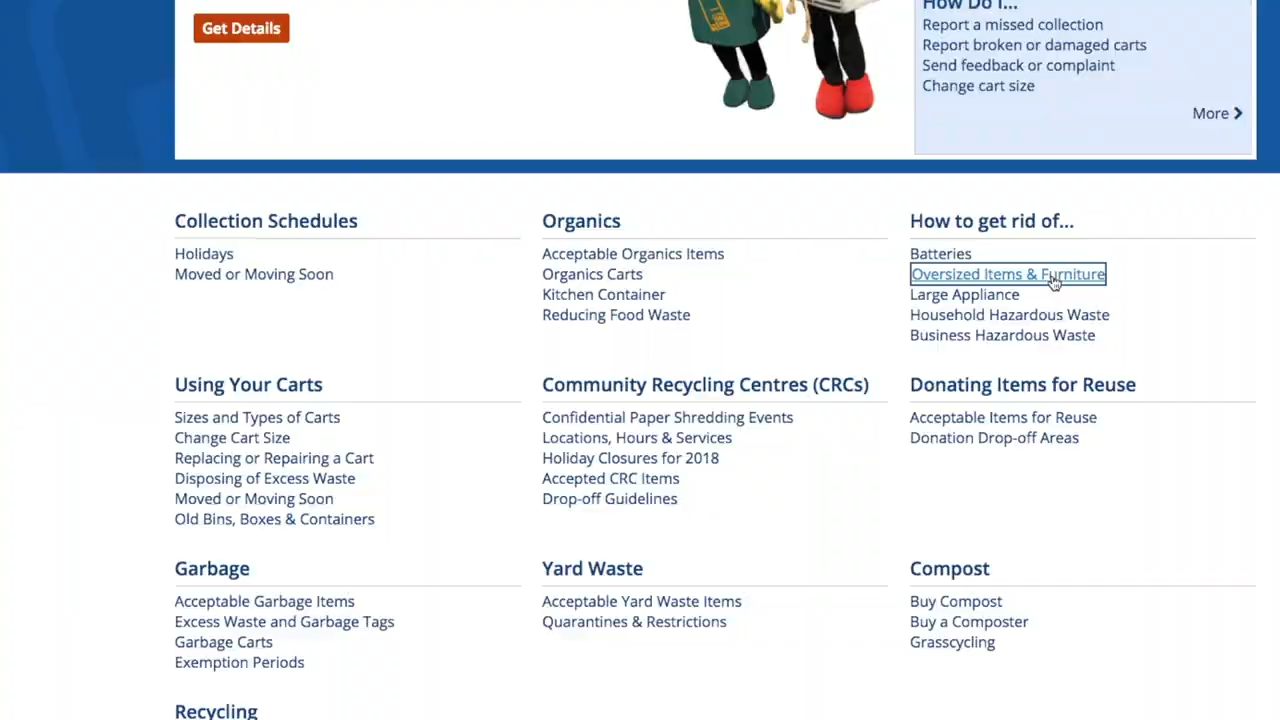 Get Details
How Do I...
Report a missed collection
Report broken or damaged carts
Send feedback or complaint
Change cart size
More
Collection Schedules
Holidays
Moved or Moving Soon
Organics
Acceptable Organics Items
Organics Carts
Kitchen Container
Reducing Food Waste
How to get rid of...
Batteries
Oversized Items & Furniture
Large Appliance
Household Hazardous Waste
Business Hazardous Waste
Using Your Carts
Sizes and Types of Carts
Change Cart Size
Replacing or Repairing a Cart
Disposing of Excess Waste
Moved or Moving Soon
Old Bins, Boxes & Containers
Community Recycling Centres (CRCs)
Confidential Paper Shredding Events
Locations, Hours & Services
Holiday Closures for 2018
Accepted CRC Items
Drop-off Guidelines
Donating Items for Reuse
Acceptable Items for Reuse
Donation Drop-off Areas
Garbage
Acceptable Garbage Items
Excess Waste and Garbage Tags
Garbage Carts
Exemption Periods
Yard Waste
Acceptable Yard Waste Items
Quarantines & Restrictions
Compost
Buy Compost
Buy a Composter
Grasscycling
Recycling